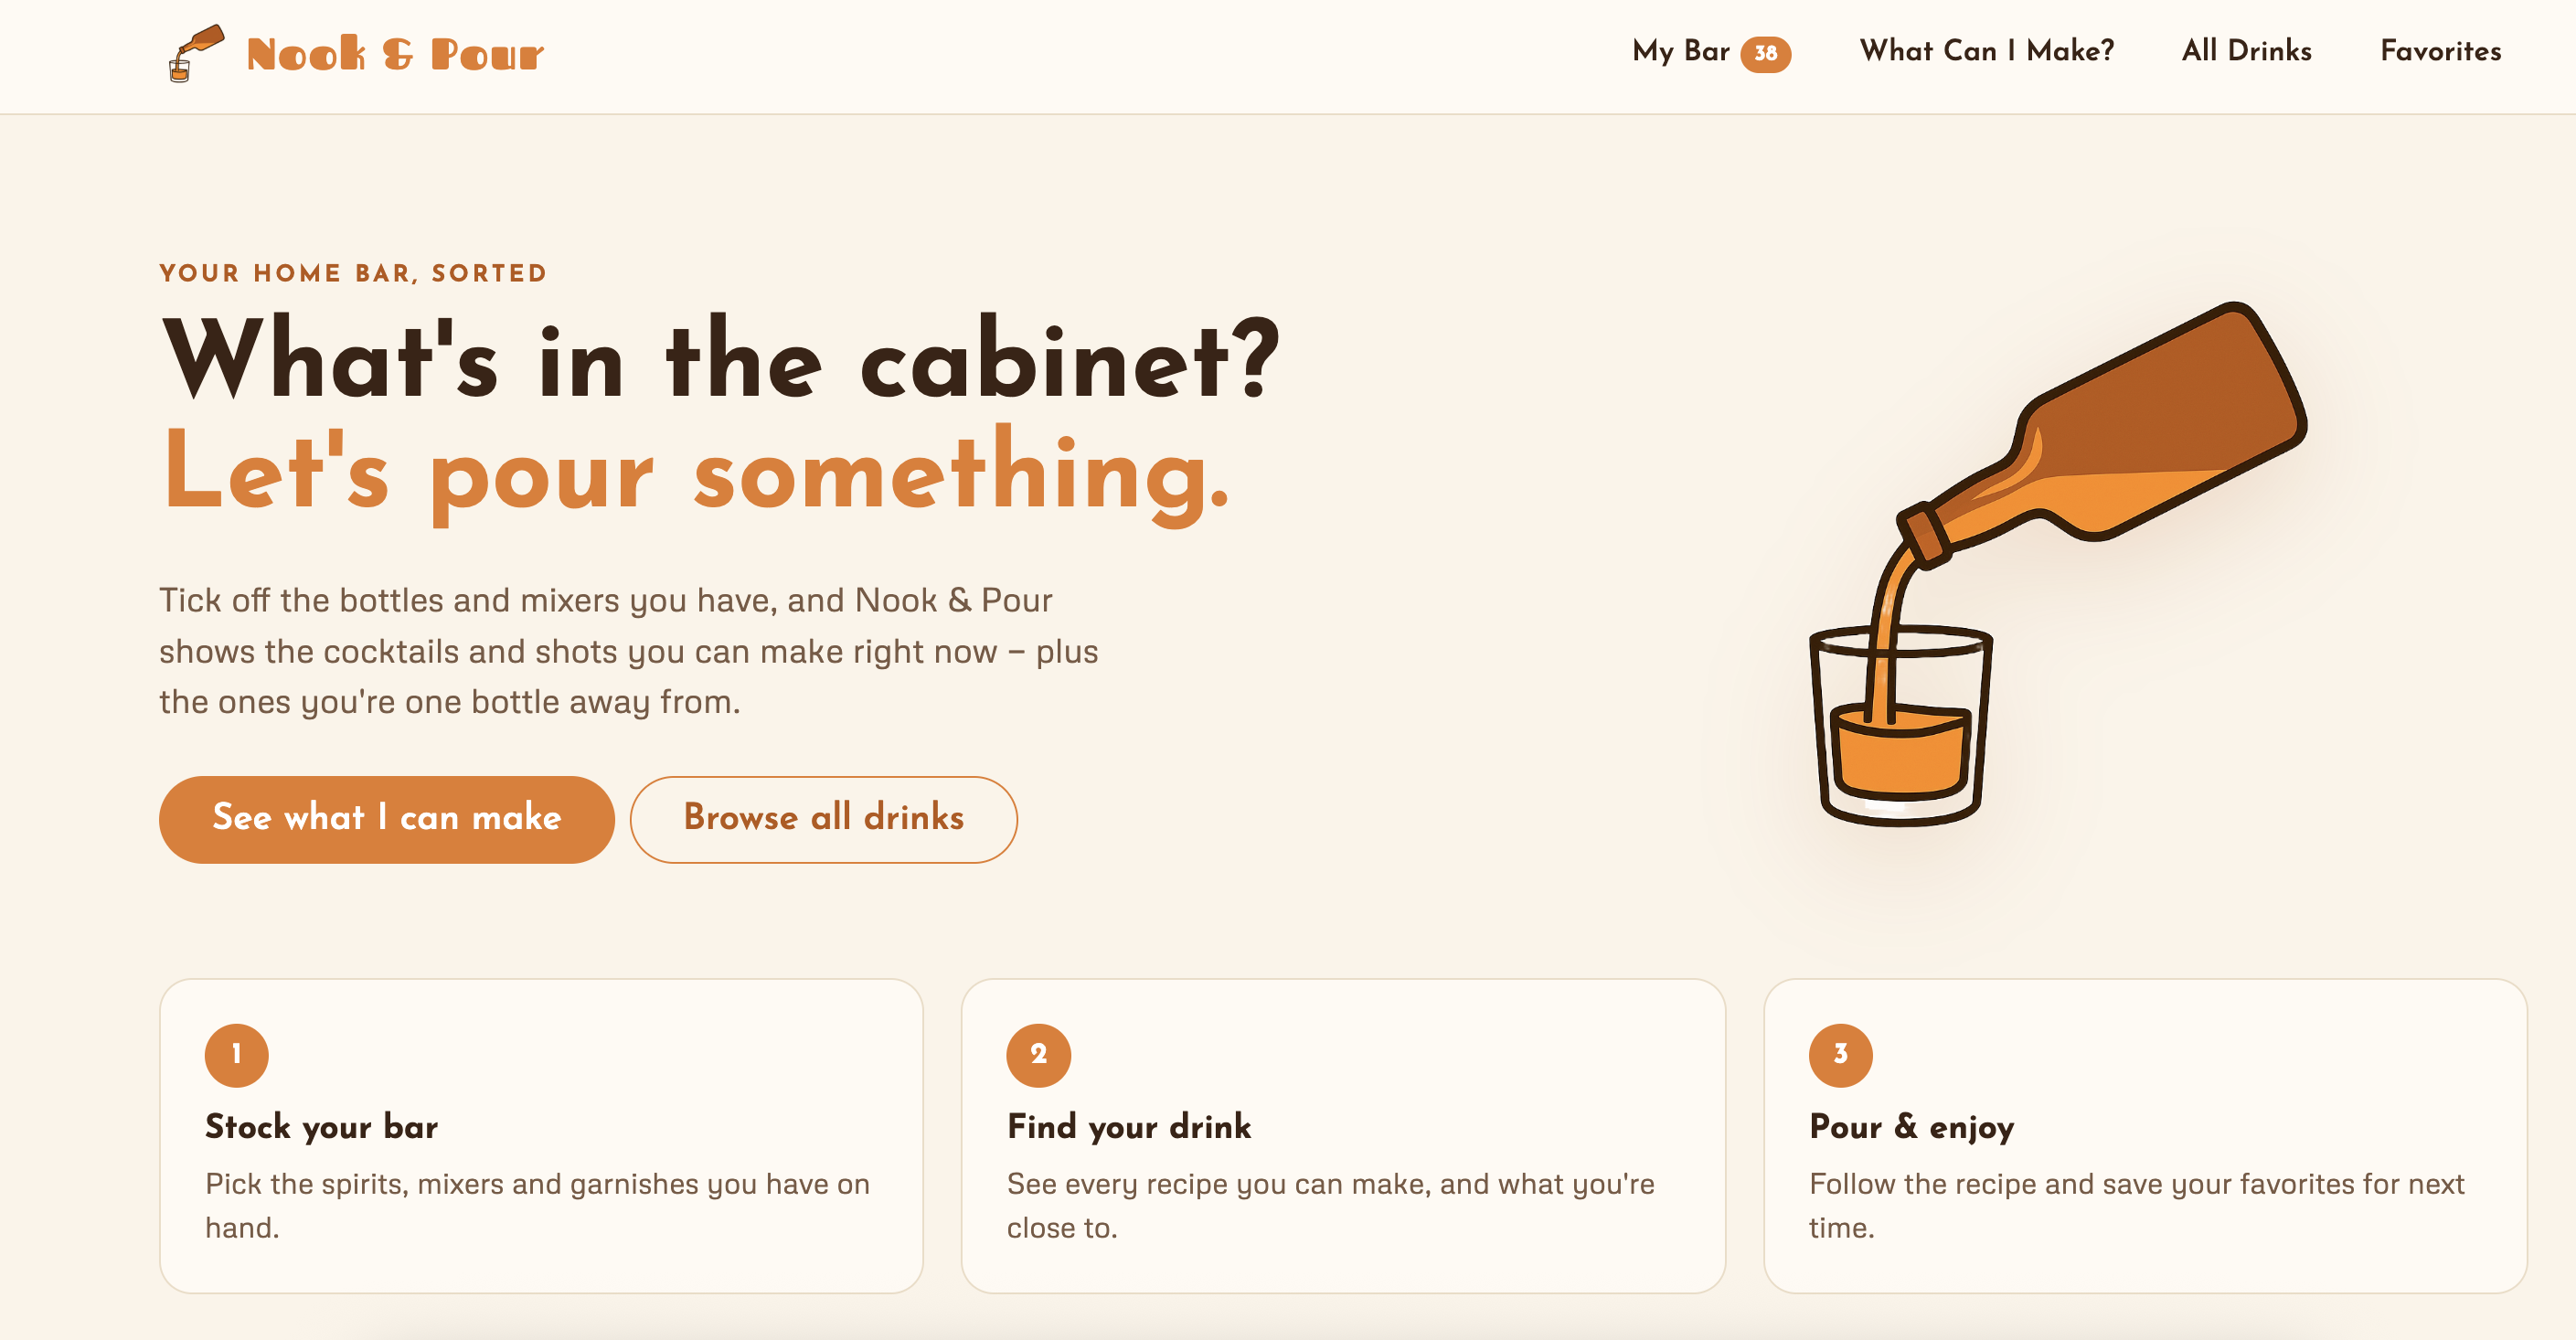 Nook & Pour
My Bar 38
What Can I Make?
All Drinks
Favorites
YOUR HOME BAR, SORTED
What's in the cabinet?
Let's pour something.
Tick off the bottles and mixers you have, and Nook & Pour
shows the cocktails and shots you can make right now – plus
the ones you're one bottle away from.
See what I can make
Browse all drinks
1
Stock your bar
Pick the spirits, mixers and garnishes you have on
hand.
2
Find your drink
See every recipe you can make, and what you're
close to.
3
Pour & enjoy
Follow the recipe and save your favorites for next
time.